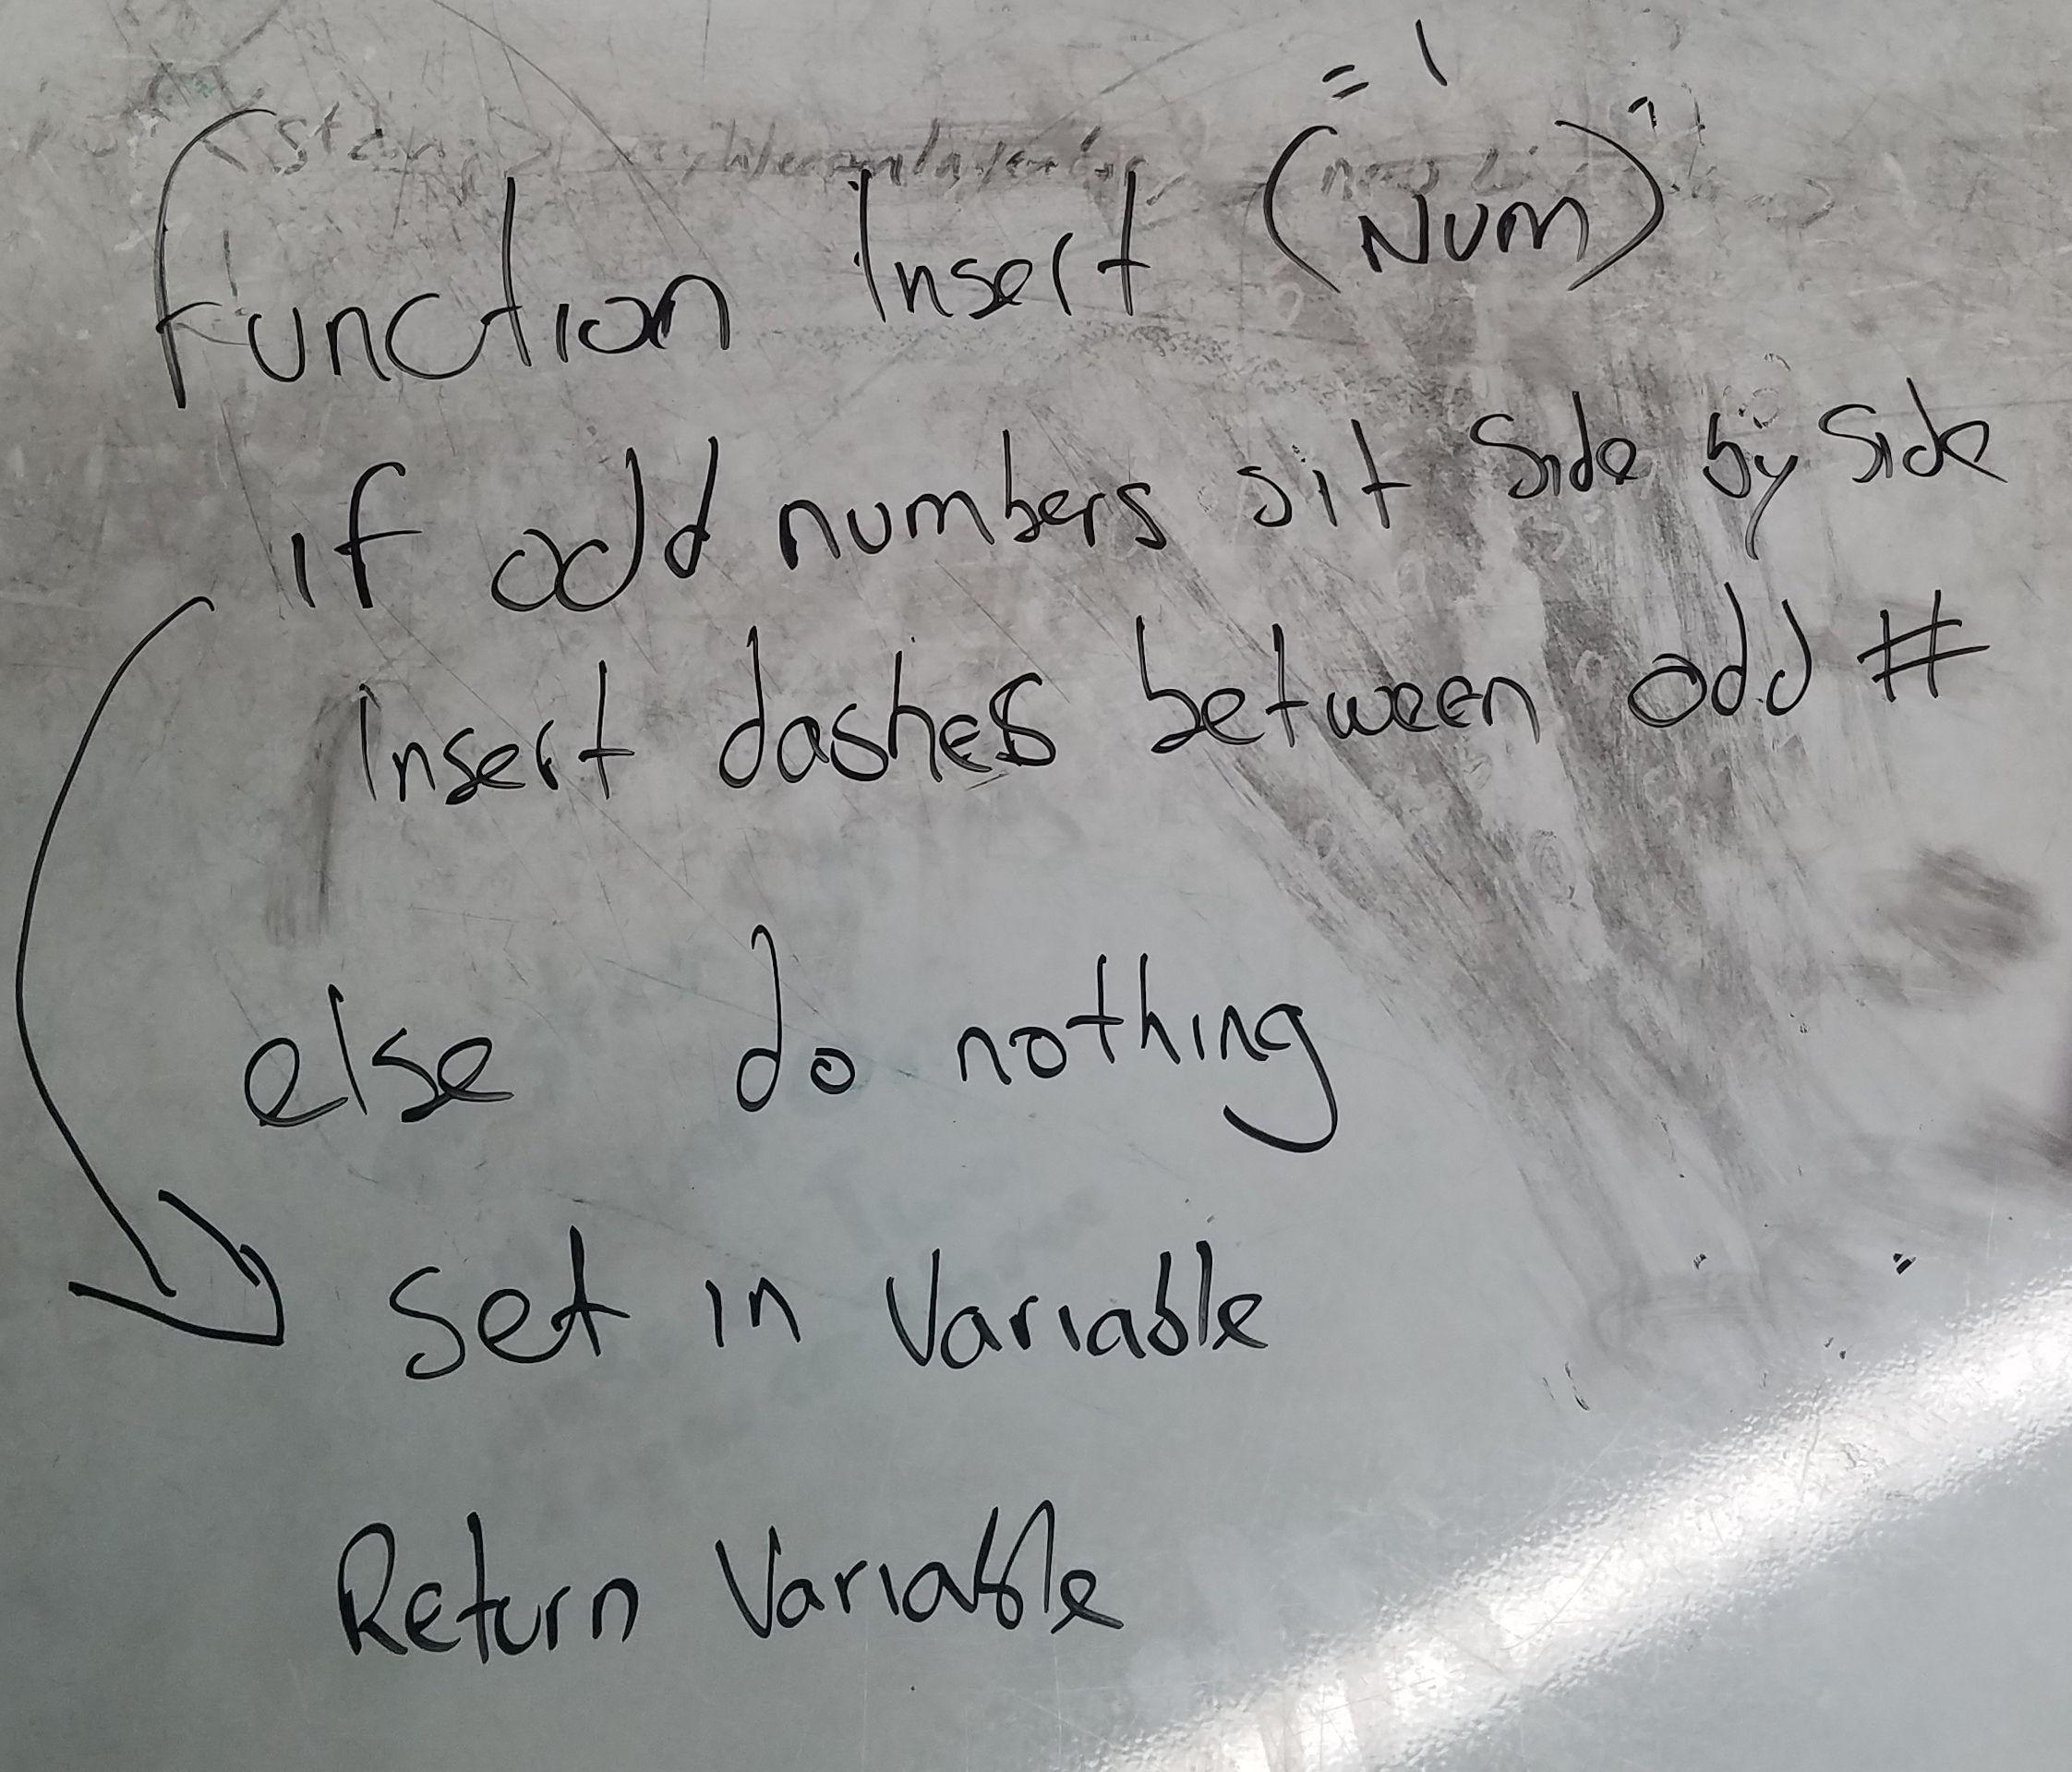 = 1
function Insert (Num)
if odd numbers sit side by side
Insert dashes between odd #
else do nothing
set in Variable
Return Variable